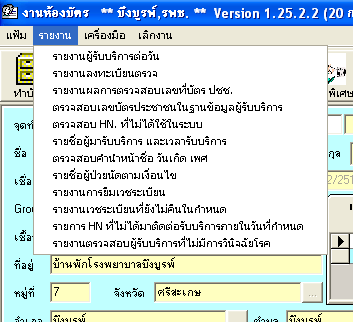 งานห้องบัตร ** บึงบูรพ์,รพช. ** Version 1.25.2.2 (20 ก
แฟ้ม รายงาน เครื่องมือ เลิกงาน
รายงานผู้รับบริการต่อวัน
รายงานลงทะเบียนตรวจ
รายงานผลการตรวจสอบเลขที่บัตร ปชช.
ตรวจสอบเลขบัตรประชาชนในฐานข้อมูลผู้รับบริการ
ตรวจสอบ HN. ที่ไม่ได้ใช้ในระบบ
รายชื่อผู้มารับบริการ และเวลารับบริการ
ตรวจสอบคำนำหน้าชื่อ วันเกิด เพศ
รายชื่อผู้ป่วยนัดตามเงื่อนไข
รายงานการยืมเวชระเบียน
รายงานเวชระเบียนที่ยังไม่คืนในกำหนด
รายการ HN ที่ไม่ได้มาติดต่อรับบริการภายในวันที่กำหนด
รายงานตรวจสอบผู้รับบริการที่ไม่มีการวินิจฉัยโรค
ทำบั
พิเศษ
จุดที่
ชื่อ
กุล
เชื่อ
2/251
Grou
เชื้อ
ที่อยู่ บ้านพักโรงพยาบาลบึงบูรพ์
หมู่ที่ 7 จังหวัด ศรีสะเกษ ...
อำเภอ บึงบูรพ์ ตำบล บึงบูรพ์